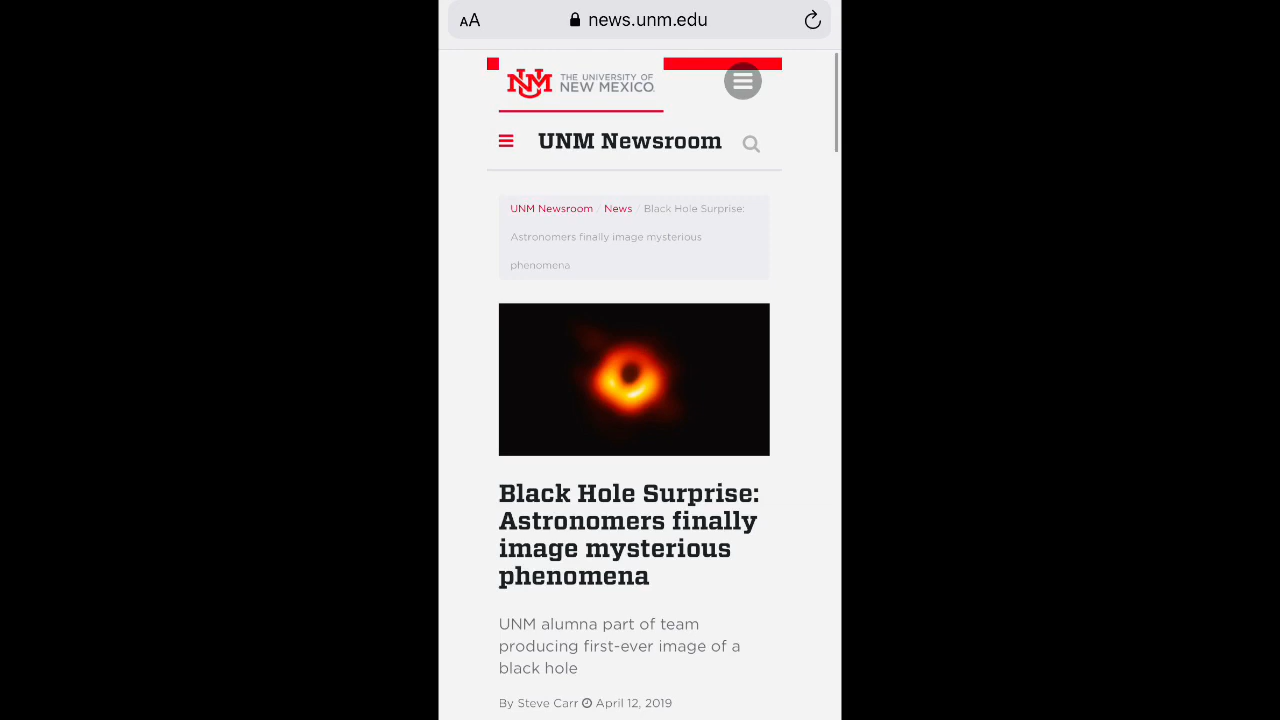 AA news.unm.edu
UNM THE UNIVERSITY OF
NEW MEXICO.
UNM Newsroom
UNM Newsroom / News / Black Hole Surprise:
Astronomers finally image mysterious
phenomena
Black Hole Surprise:
Astronomers finally
image mysterious
phenomena
UNM alumna part of team
producing first-ever image of a
black hole
By Steve Carr April 12, 2019